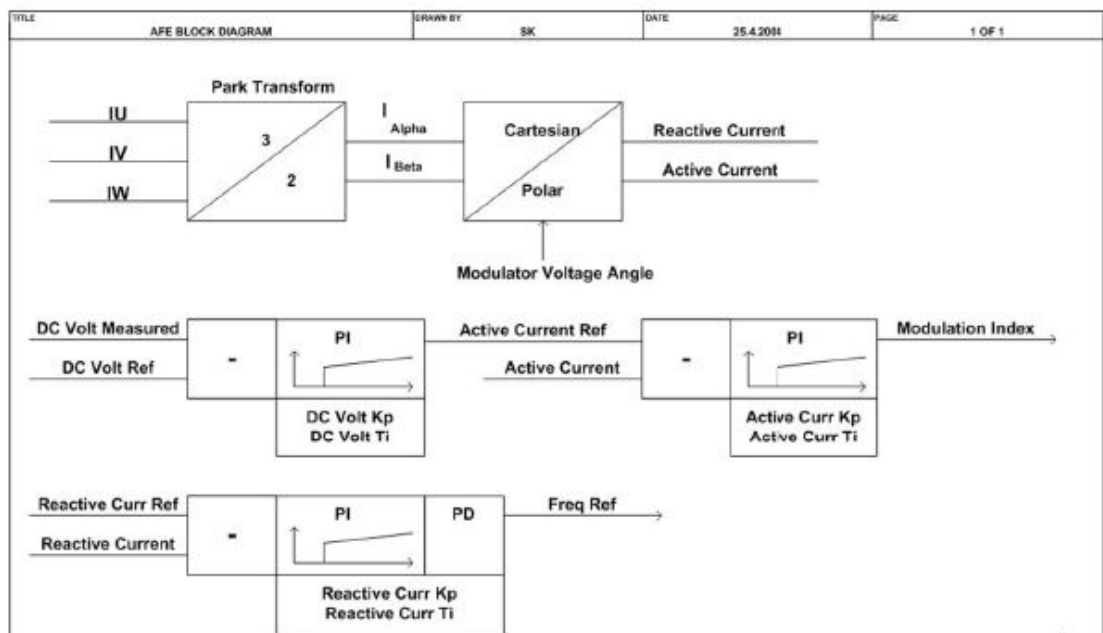 TITLE
DRAWN BY
DATE
PAGE
AFE BLOCK DIAGRAM
SK
25.4.2004
1 OF 1
Park Transform
IU
IV
IW
3
2
I Alpha
I Beta
Cartesian
Polar
Reactive Current
Active Current
Modulator Voltage Angle
DC Volt Measured
DC Volt Ref
-
PI
DC Volt Kp
DC Volt Ti
Active Current Ref
Active Current
-
PI
Active Curr Kp
Active Curr Ti
Modulation Index
Reactive Curr Ref
Reactive Current
-
PI
PD
Reactive Curr Kp
Reactive Curr Ti
Freq Ref